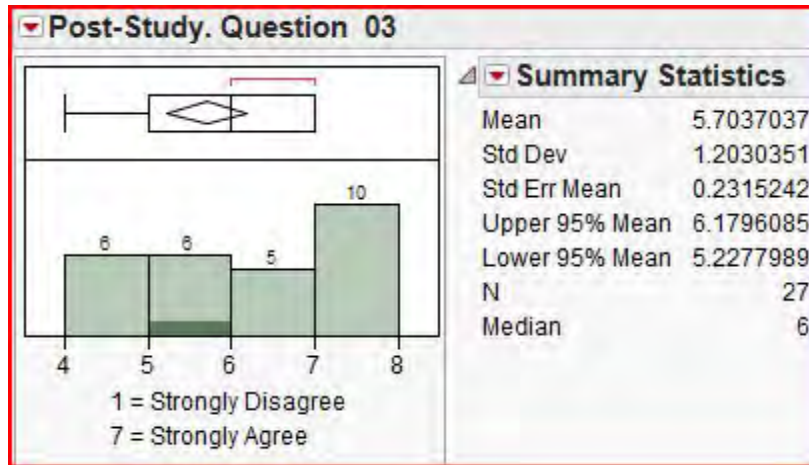 Post-Study. Question 03
10
6 6 5
4 5 6 7 8
1 = Strongly Disagree
7 = Strongly Agree
Summary Statistics
Mean 5.7037037
Std Dev 1.2030351
Std Err Mean 0.2315242
Upper 95% Mean 6.1796085
Lower 95% Mean 5.2277989
N 27
Median 6